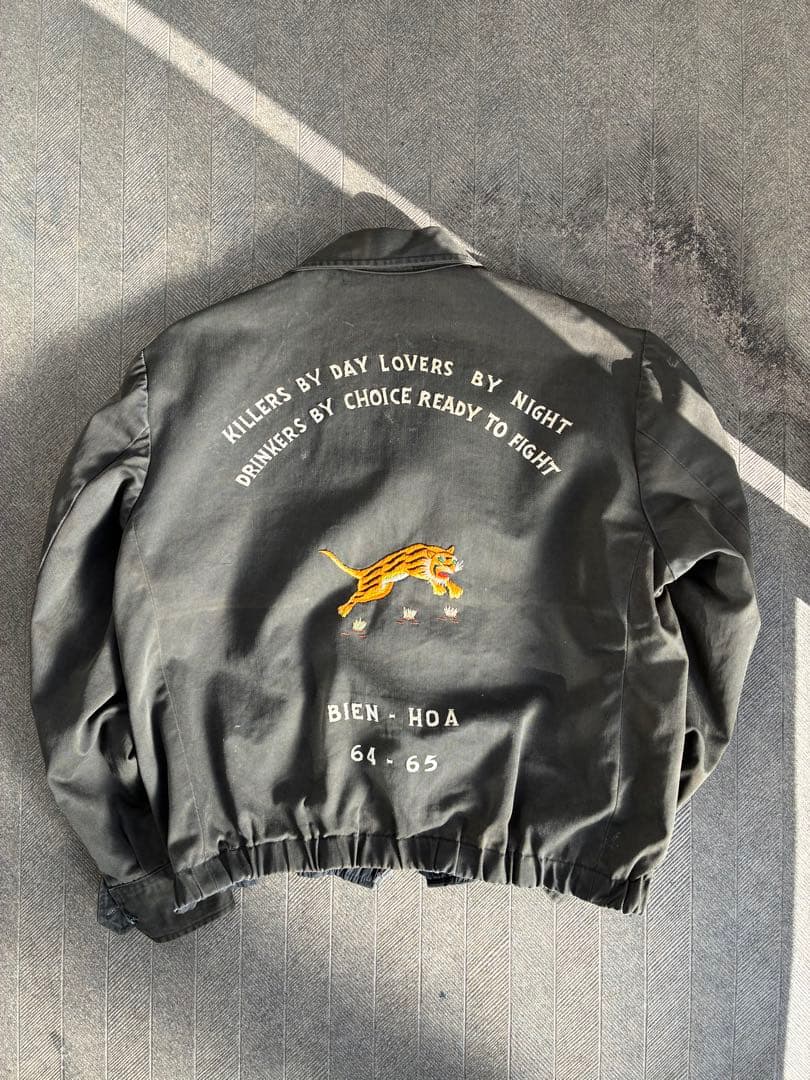 KILLERS BY DAY LOVERS BY NIGHT
DRINKERS BY CHOICE READY TO FIGHT
BIEN - HOA
64 - 65